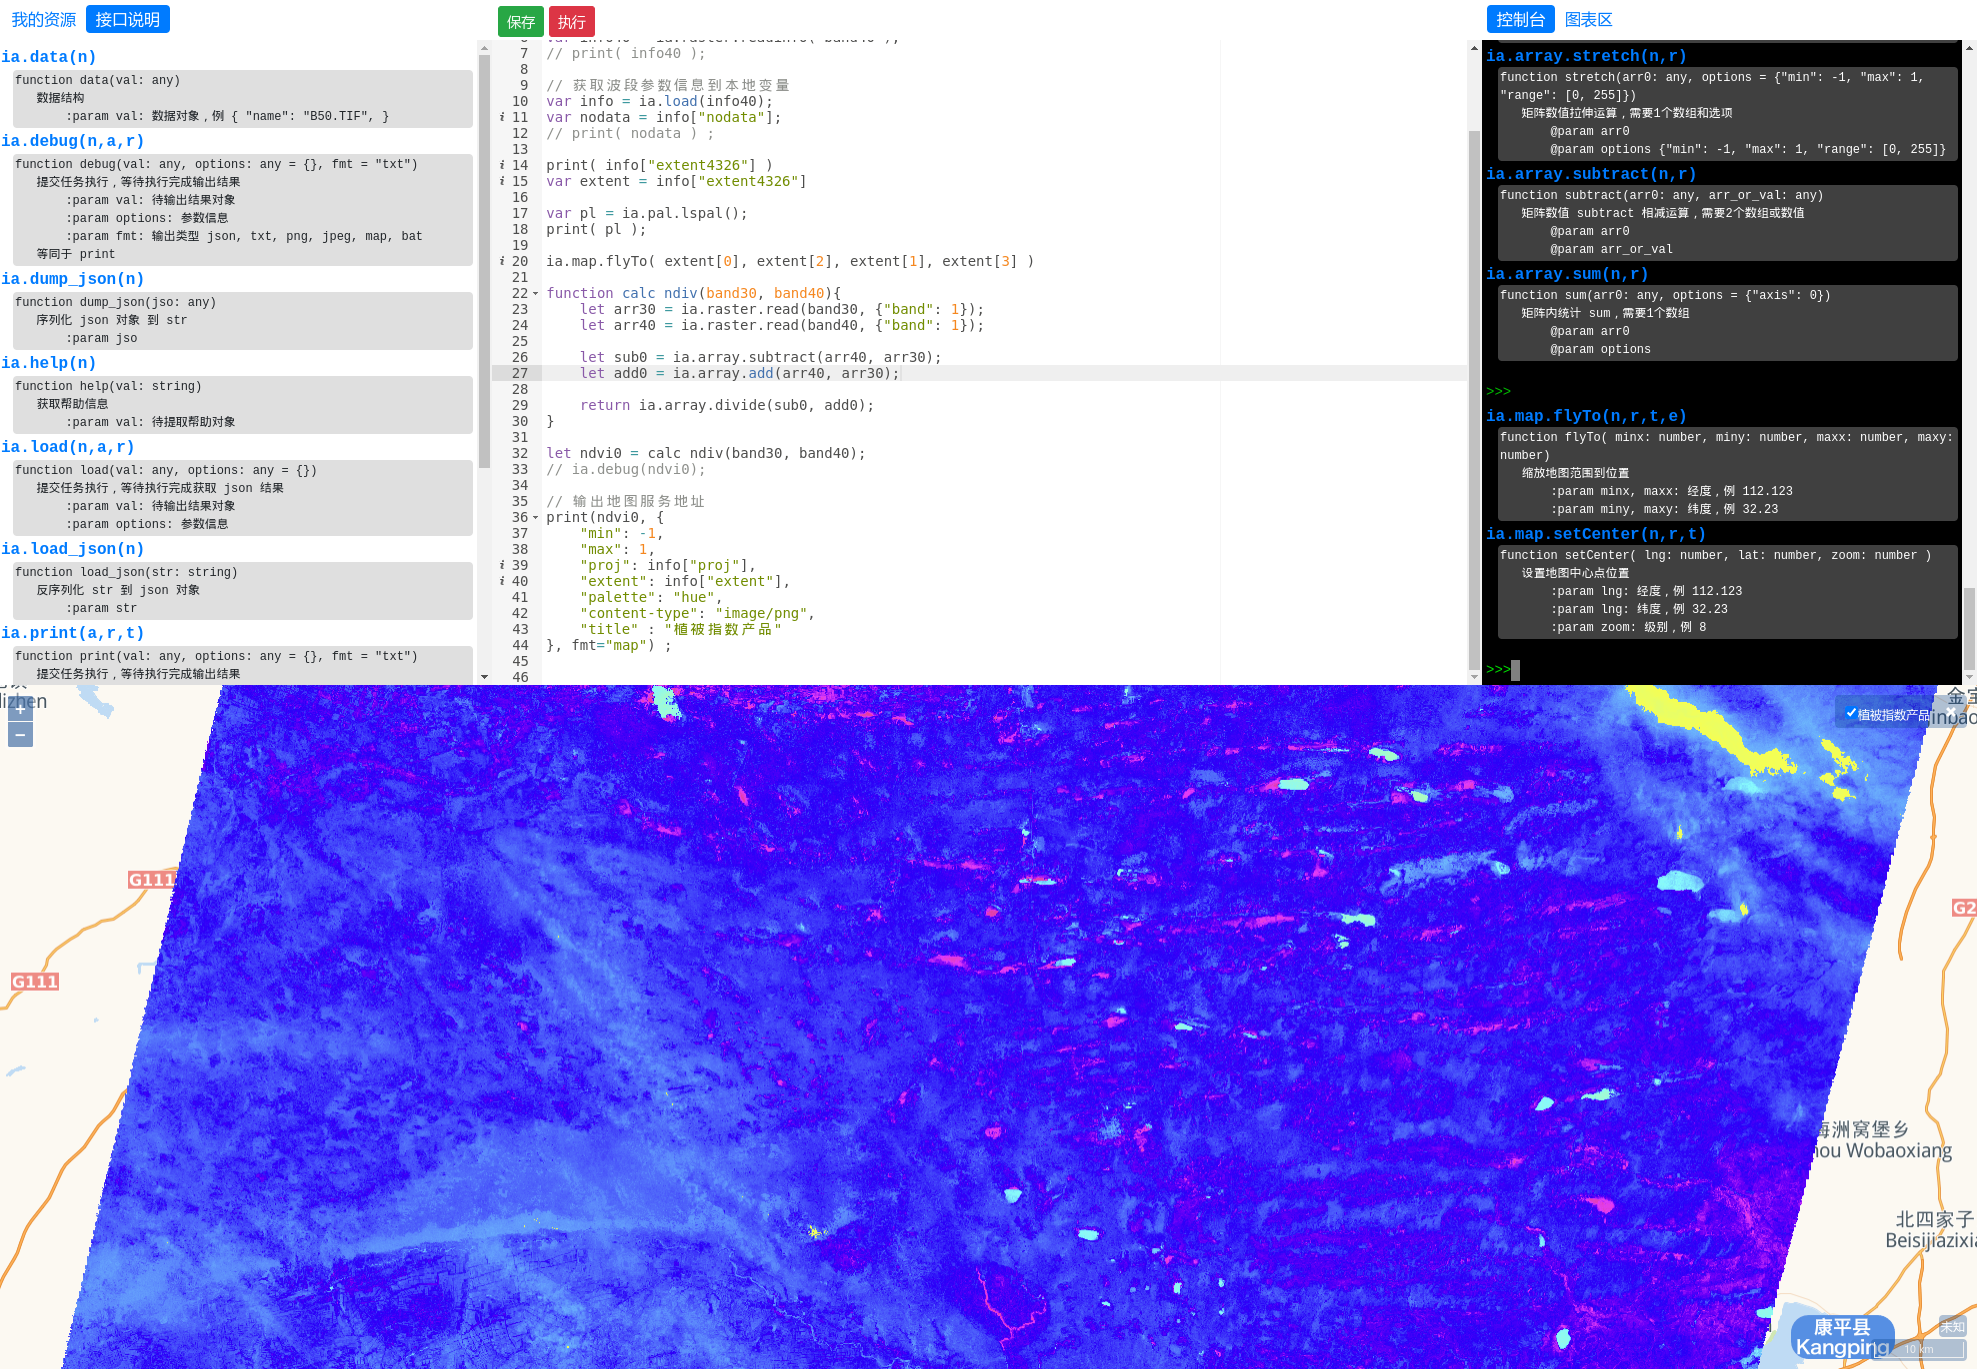 我的资源 接口说明
ia.data(n)
function data(val: any)
数据结构
:param val: 数据对象，例 { "name": "B50.TIF", }
ia.debug(n,a,r)
function debug(val: any, options: any = {}, fmt = "txt")
提交任务执行，等待执行完成输出结果
:param val: 待输出结果对象
:param options: 参数信息
:param fmt: 输出类型 json, txt, png, jpeg, map, bat
等同于 print
ia.dump_json(n)
function dump_json(jso: any)
序列化 json 对象 到 str
:param jso
ia.help(n)
function help(val: string)
获取帮助信息
:param val: 待提取帮助对象
ia.load(n,a,r)
function load(val: any, options: any = {})
提交任务执行，等待执行完成获取 json 结果
:param val: 待输出结果对象
:param options: 参数信息
ia.load_json(n)
function load_json(str: string)
反序列化 str 到 json 对象
:param str
ia.print(a,r,t)
function print(val: any, options: any = {}, fmt = "txt")
提交任务执行，等待执行完成输出结果
保存 执行
7 // print( info40 );
8
9 // 获取波段参数信息到本地变量
10 var info = ia.load(info40);
11 var nodata = info["nodata"];
12 // print( nodata ) ;
13
14 print( info["extent4326"] )
15 var extent = info["extent4326"]
16
17 var pl = ia.pal.lspal();
18 print( pl );
19
20 ia.map.flyTo( extent[0], extent[2], extent[1], extent[3] )
21
22 function calc ndiv(band30, band40){
23 let arr30 = ia.raster.read(band30, {"band": 1});
24 let arr40 = ia.raster.read(band40, {"band": 1});
25
26 let sub0 = ia.array.subtract(arr40, arr30);
27 let add0 = ia.array.add(arr40, arr30);
28
29 return ia.array.divide(sub0, add0);
30 }
31
32 let ndvi0 = calc ndiv(band30, band40);
33 // ia.debug(ndvi0);
34
35 // 输出地图服务地址
36 print(ndvi0, {
37 "min": -1,
38 "max": 1,
39 "proj": info["proj"],
40 "extent": info["extent"],
41 "palette": "hue",
42 "content-type": "image/png",
43 "title" : "植被指数产品"
44 }, fmt="map") ;
45
46
控制台 图表区
ia.array.stretch(n,r)
function stretch(arr0: any, options = {"min": -1, "max": 1,
"range": [0, 255]})
矩阵数值拉伸运算，需要1个数组和选项
@param arr0
@param options {"min": -1, "max": 1, "range": [0, 255]}
ia.array.subtract(n,r)
function subtract(arr0: any, arr_or_val: any)
矩阵数值 subtract 相减运算，需要2个数组或数值
@param arr0
@param arr_or_val
ia.array.sum(n,r)
function sum(arr0: any, options = {"axis": 0})
矩阵内统计 sum，需要1个数组
@param arr0
@param options
>>>
ia.map.flyTo(n,r,t,e)
function flyTo( minx: number, miny: number, maxx: number, maxy:
number)
缩放地图范围到位置
:param minx, maxx: 经度，例 112.123
:param miny, maxy: 纬度，例 32.23
ia.map.setCenter(n,r,t)
function setCenter( lng: number, lat: number, zoom: number )
设置地图中心点位置
:param lng: 经度，例 112.123
:param lng: 纬度，例 32.23
:param zoom: 级别，例 8
>>>
+
−
植被指数产品
G111
G111
G2
海洲窝堡乡
ou Wobaoxiang
北四家子
Beisijiazixia
康平县
Kangping
未知
10 km